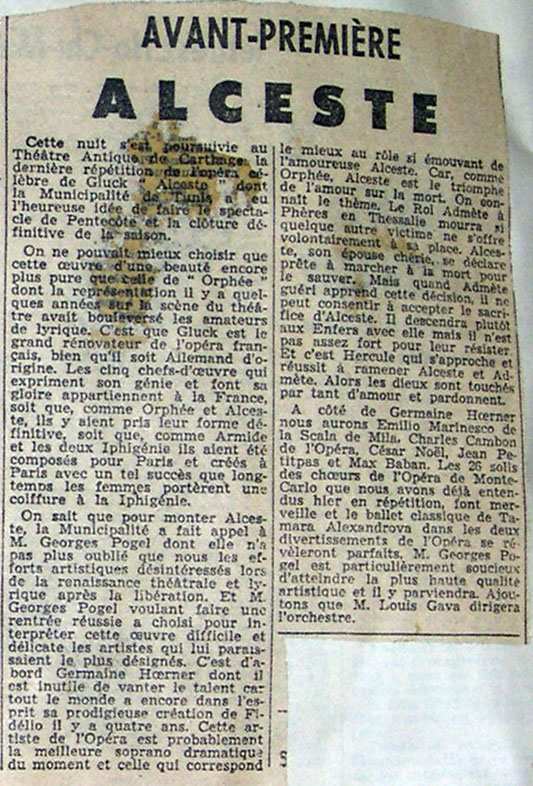 AVANT-PREMIÈRE
ALCESTE
Cette nuit s'est poursuivie au
Théâtre Antique de Carthage la
dernière répétition de l'opéra cé-
lèbre de Gluck " Alceste " dont
la Municipalité de Tunis a eu
l'heureuse idée de faire le specta-
cle de Pentecôte et la clôture dé-
finitive de la saison.
On ne pouvait mieux choisir que
cette œuvre d'une beauté encore
plus pure que celle de " Orphée "
dont la représentation il y a quel-
ques années sur la scène du théâ-
tre avait bouleversé les amateurs
de lyrique. C'est que Gluck est le
grand rénovateur de l'opéra fran-
çais, bien qu'il soit Allemand d'o-
rigine. Les cinq chefs-d'œuvre qui
expriment son génie et font sa
gloire appartiennent à la France,
soit que, comme Orphée et Alces-
te, ils y aient pris leur forme dé-
finitive, soit que, comme Armide
et les deux Iphigénie ils aient été
composés pour Paris et créés à
Paris avec un tel succès que long-
temps les femmes portèrent une
coiffure à la Iphigénie.
On sait que pour monter Alces-
te, la Municipalité a fait appel à
M. Georges Pogel dont elle n'a
pas plus oublié que nous les ef-
forts artistiques désintéressés lors
de la renaissance théâtrale et ly-
rique après la libération. Et M.
Georges Pogel voulant faire une
rentrée réussie a choisi pour in-
terpréter cette œuvre difficile et
délicate les artistes qui lui parais-
saient le plus désignés. C'est d'a-
bord Germaine Hœrner dont il
est inutile de vanter le talent car
tout le monde a encore dans l'es-
prit sa prodigieuse création de Fi-
délio il y a quatre ans. Cette ar-
tiste de l'Opéra est probablement
la meilleure soprano dramatique
du moment et celle qui correspond
le mieux au rôle si émouvant de
l'amoureuse Alceste. Car, comme
Orphée, Alceste est le triomphe
de l'amour sur la mort. On con-
naît le thème. Le Roi Admète à
Phères en Thessalie mourra si
quelque autre victime ne s'offre
volontairement à sa place. Alces-
te, son épouse chérie, se déclare
prête à marcher à la mort pour
le sauver. Mais quand Admète
guéri apprend cette décision, il ne
peut consentir à accepter le sacri-
fice d'Alceste. Il descendra plutôt
aux Enfers avec elle mais il n'est
pas assez fort pour leur résister.
Et c'est Hercule qui s'approche et
réussit à ramener Alceste et Ad-
mète. Alors les dieux sont touchés
par tant d'amour et pardonnent.
A côté de Germaine Hœrner
nous aurons Emilio Marinesco de
la Scala de Mila, Charles Cambon
de l'Opéra, César Noël, Jean Pe-
titpas et Max Baban. Les 26 solis
des chœurs de l'Opéra de Monte-
Carlo que nous avons déjà enten-
dus hier en répétition, font mer-
veille et le ballet classique de Ta-
mara Alexandrova dans les deux
divertissements de l'Opéra se ré-
vèleront parfaits. M. Georges Po-
gel est particulièrement soucieux
d'atteindre la plus haute qualité
artistique et il y parviendra. Ajou-
tons que M. Louis Gava dirigera
l'orchestre.
S